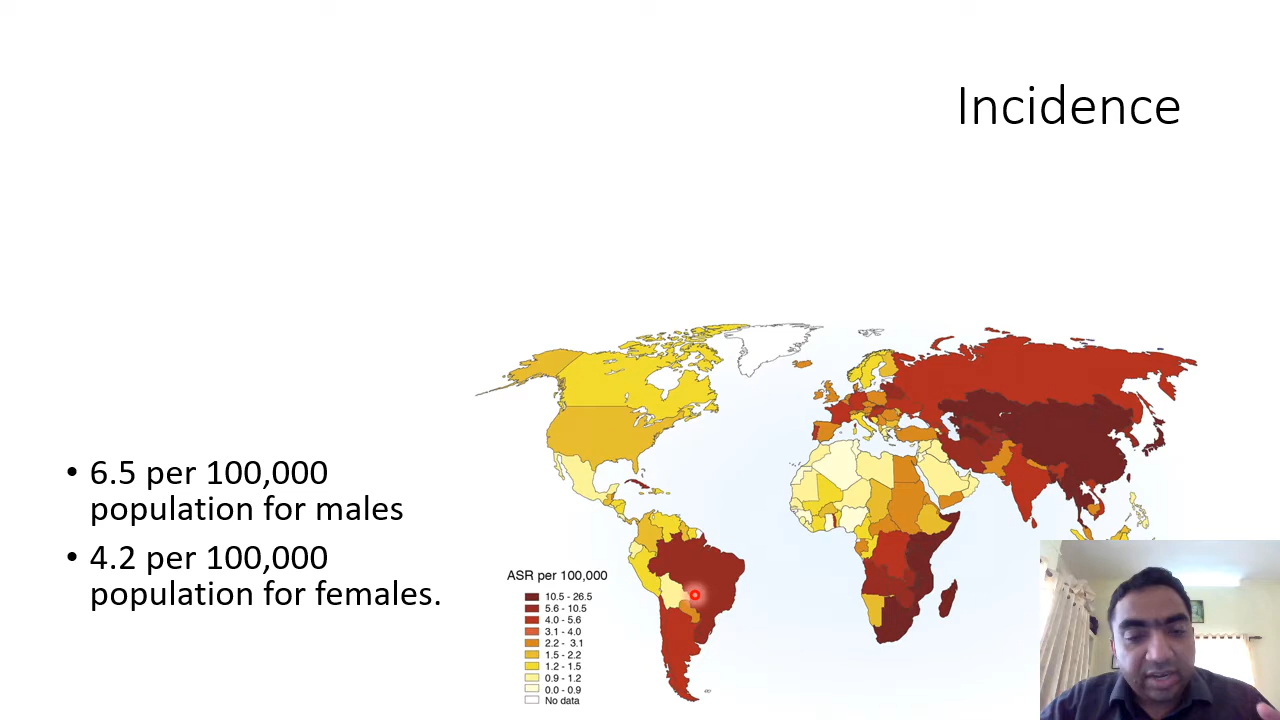 Incidence
• 6.5 per 100,000
population for males
• 4.2 per 100,000
population for females.
ASR per 100,000
10.5 - 26.5
5.6 - 10.5
4.0 - 5.6
3.1 - 4.0
2.2 - 3.1
1.5 - 2.2
1.2 - 1.5
0.9 - 1.2
0.0 - 0.9
No data